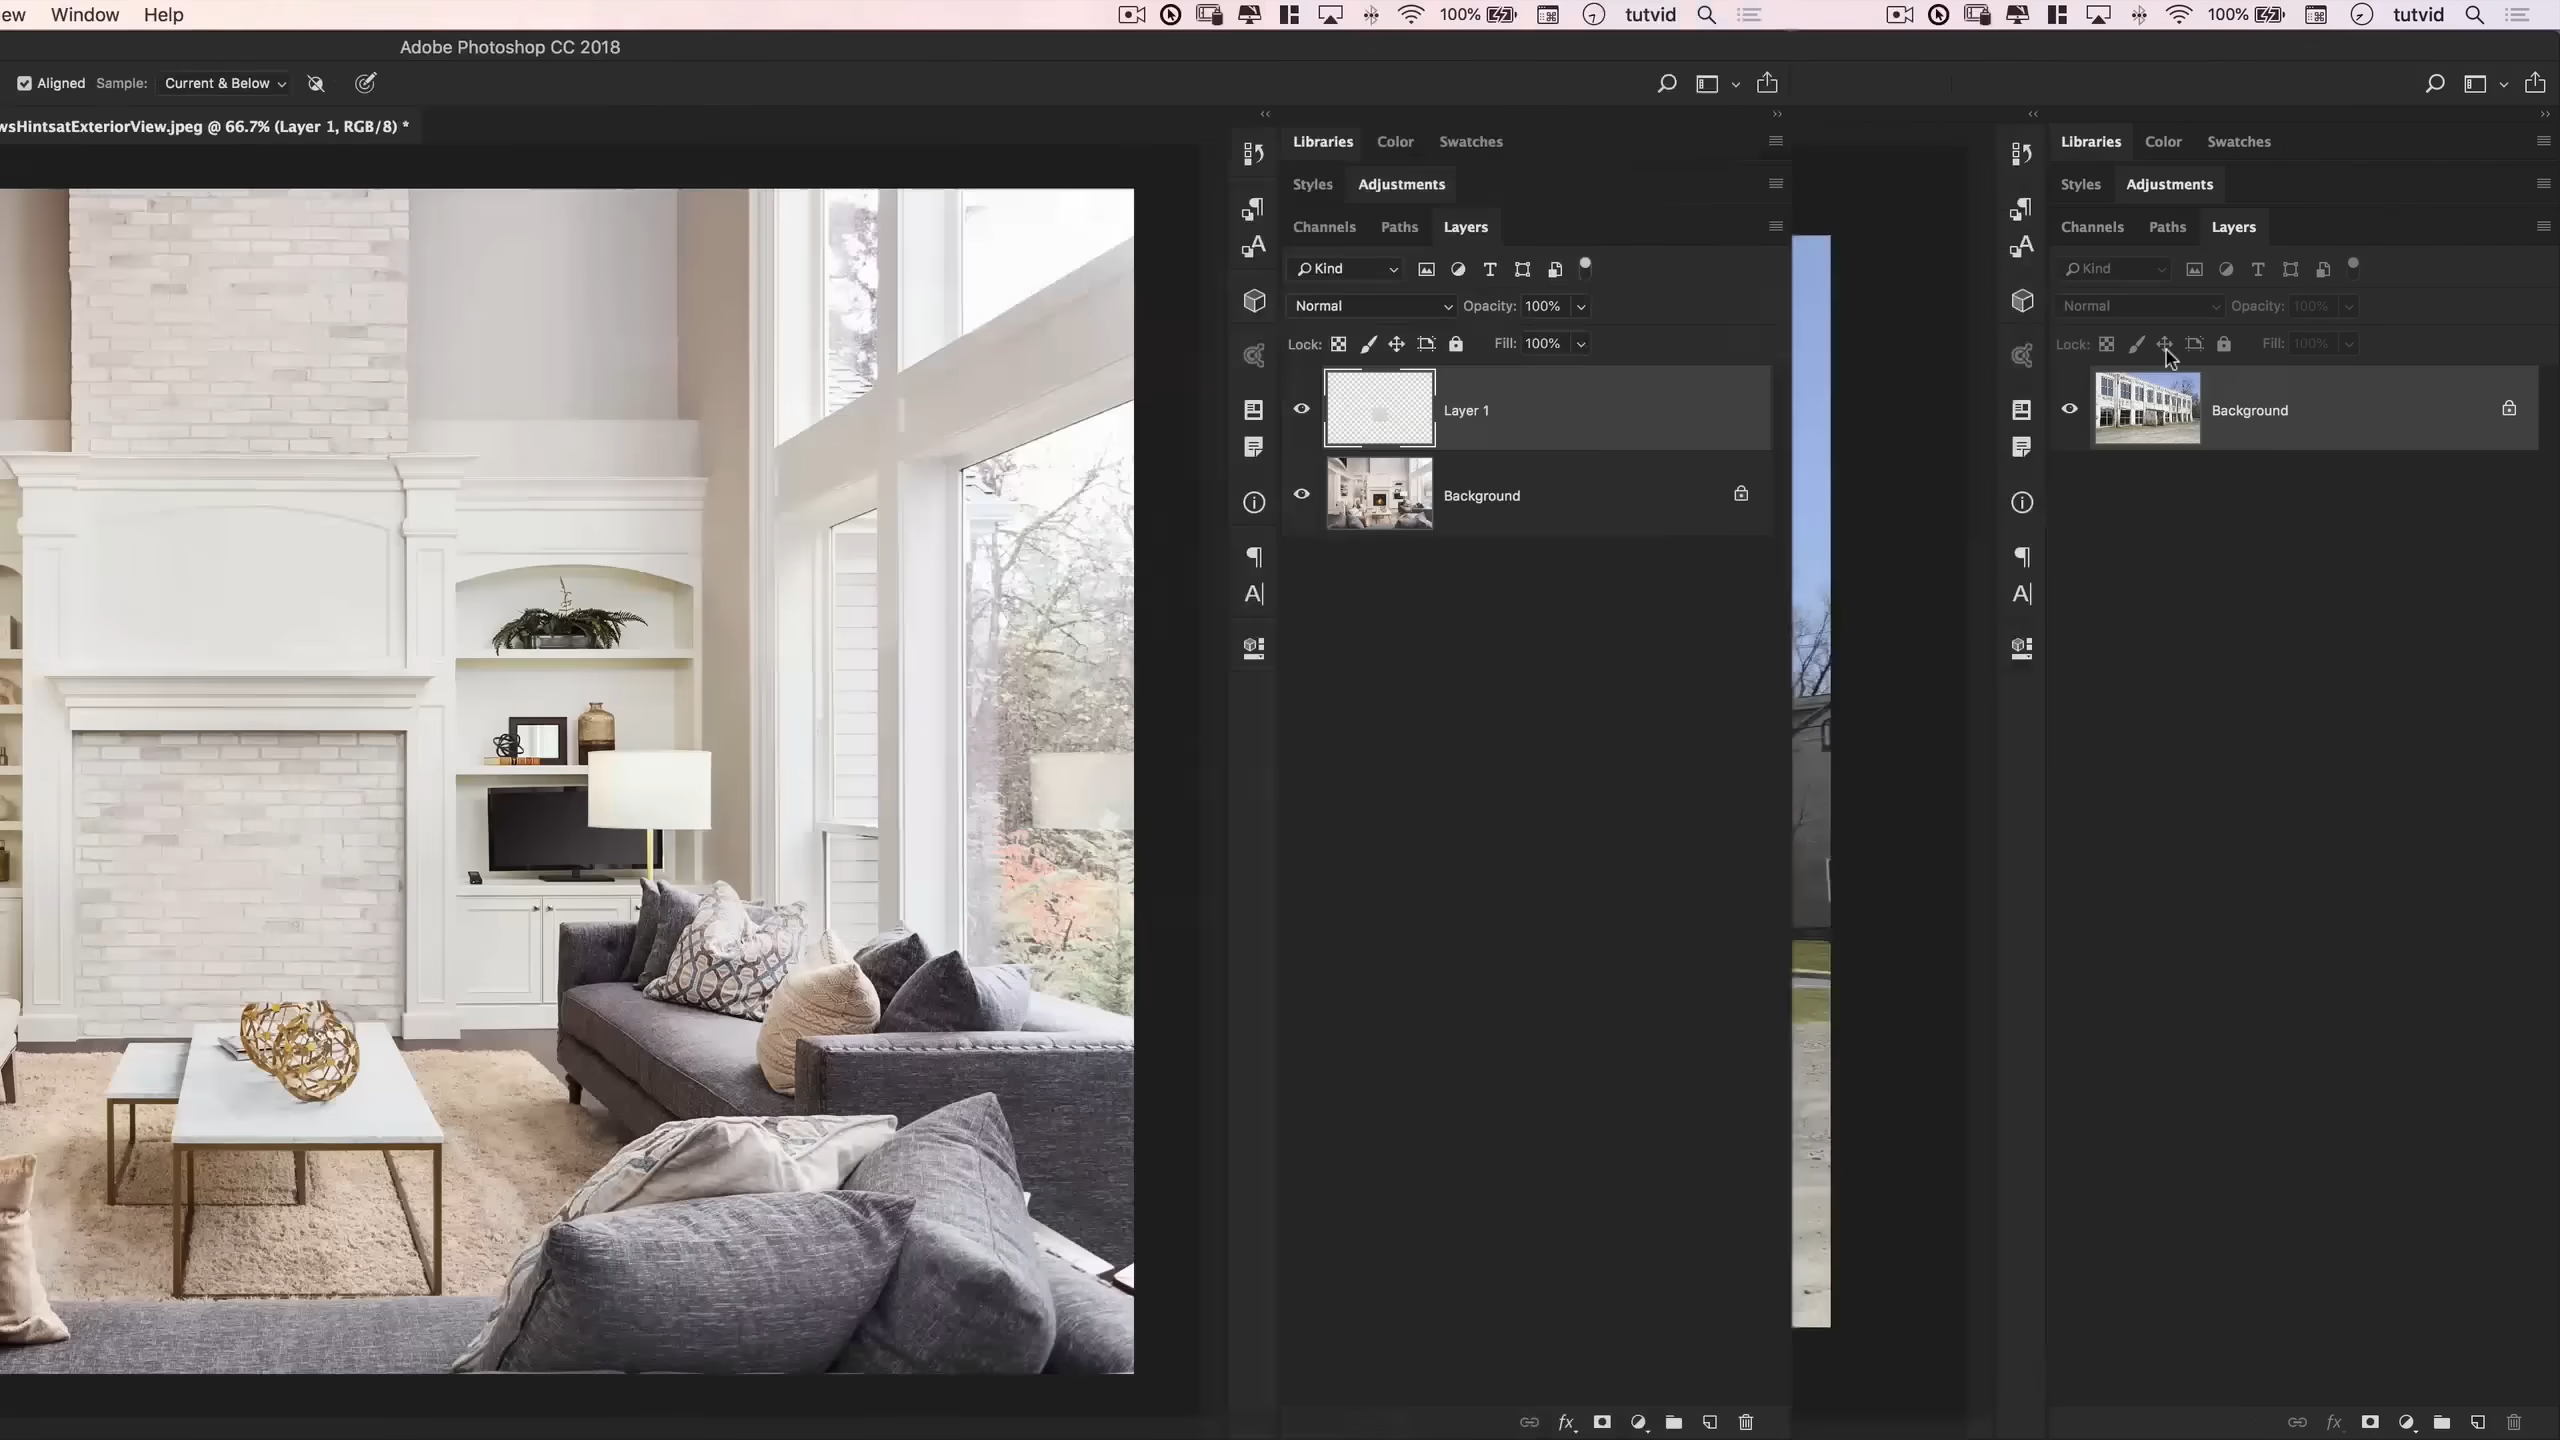 ew Window Help 100% tutvid 100% tutvid
Adobe Photoshop CC 2018
Aligned Sample: Current & Below
wsHintsatExteriorView.jpeg @ 66.7% (Layer 1, RGB/8) *
Libraries Color Swatches
Styles Adjustments
Channels Paths Layers
Kind
Normal Opacity: 100%
Lock: Fill: 100%
Layer 1
Background
Libraries Color Swatches
Styles Adjustments
Channels Paths Layers
Kind
Normal Opacity: 100%
Lock: Fill: 100%
Background